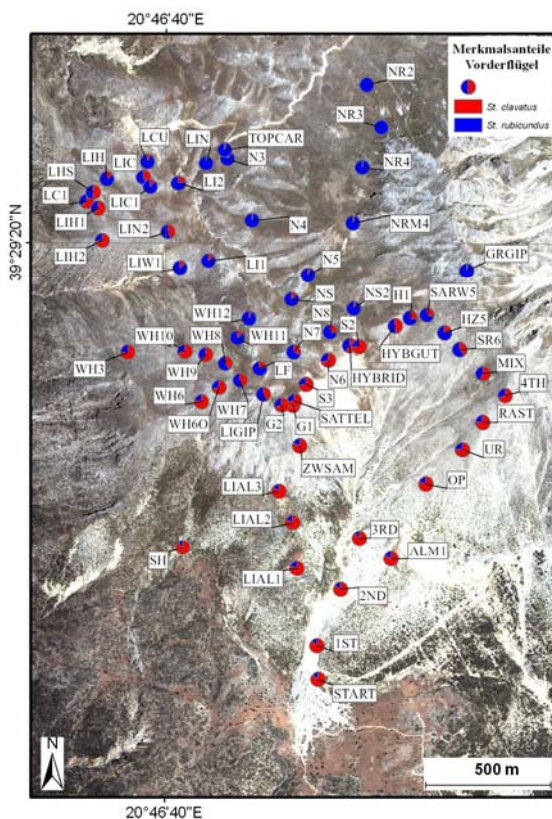 20°46'40"E
Merkmalsanteile
Vorderflügel
St. clavatus
St. rubicundus
NR2
NR3
LCU
LIN
TOPCAR
LIH
LIC
N3
NR4
LHS
LC1
LIC1
LI2
LIH1
39°29'20"N
LIN2
N4
NRM4
LIH2
LIW1
LI1
N5
GRGIP
NS
NS2
H1
SARW5
WH12
N8
S2
HZ5
WH10
WH8
WH11
N7
HYBGUT
SR6
WH3
WH9
LF
N6
HYBRID
MIX
WH6
WH7
S3
4TH
WH6O
LIGIP
G2
G1
SATTEL
RAST
ZWSAM
UR
LIAL3
OP
LIAL2
3RD
SH
ALM1
LIAL1
2ND
1ST
START
N
500 m
20°46'40"E